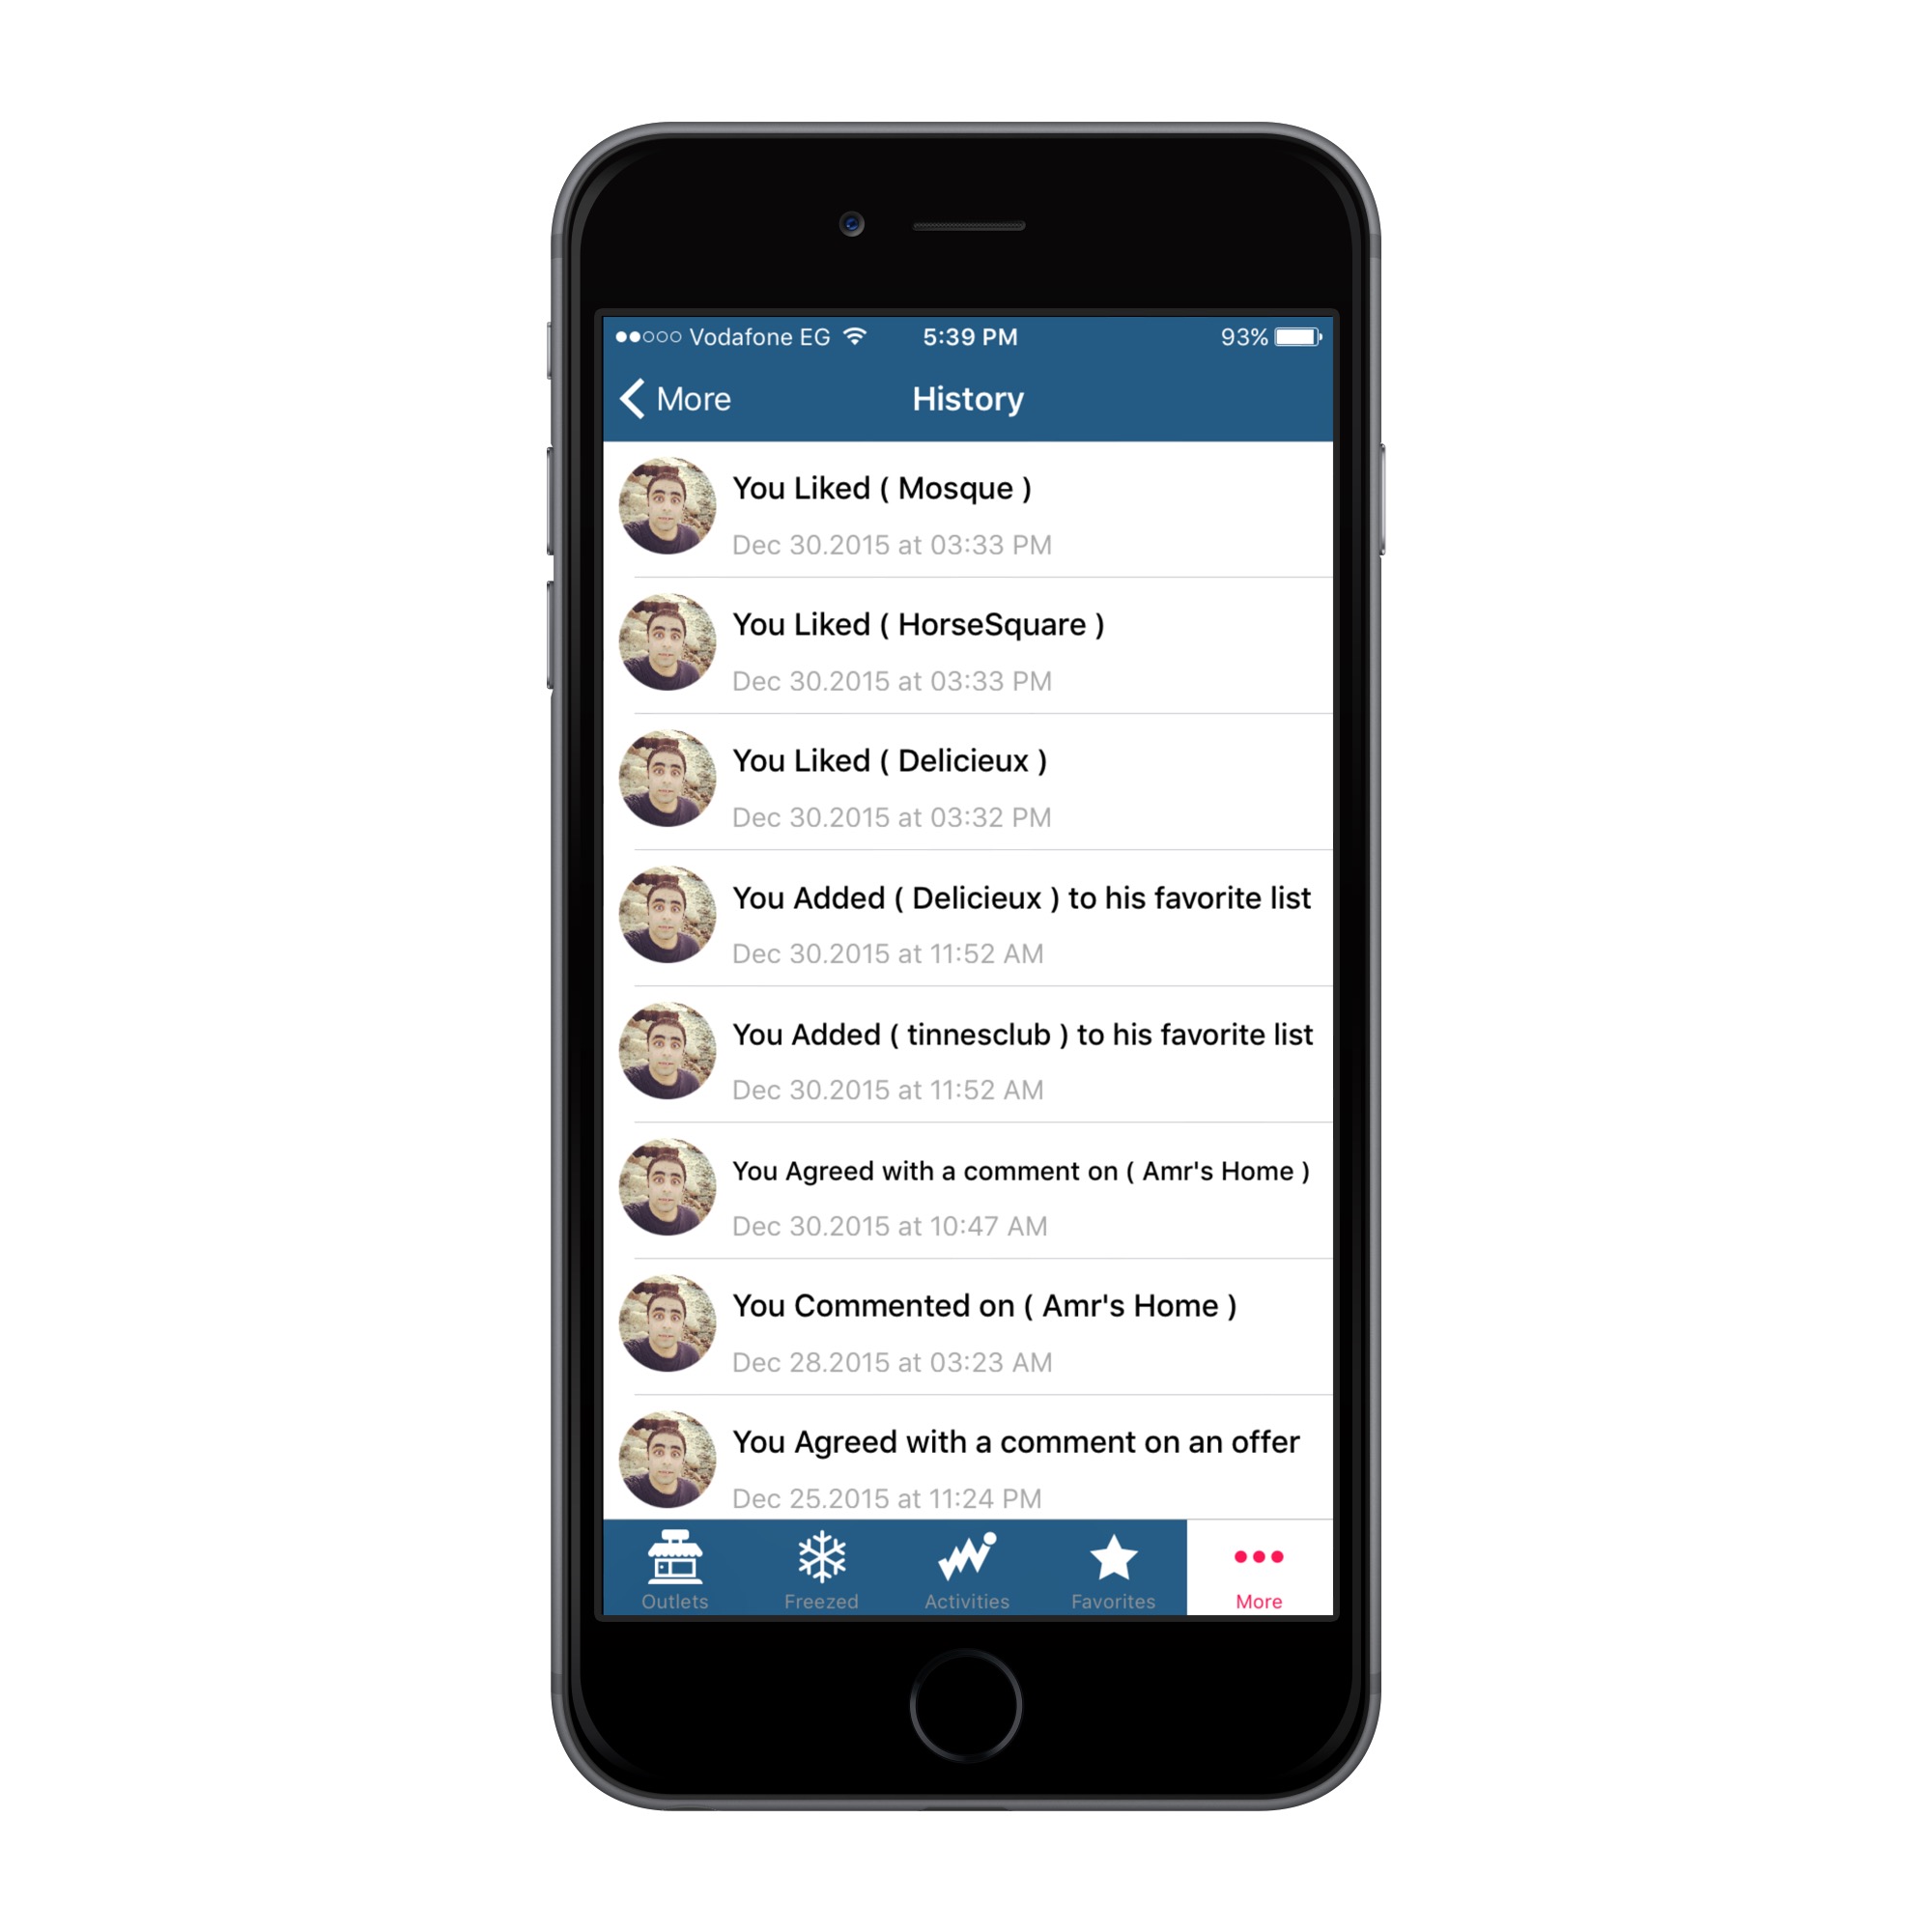 Vodafone EG 5:39 PM 93%
More History
You Liked ( Mosque )
Dec 30.2015 at 03:33 PM
You Liked ( HorseSquare )
Dec 30.2015 at 03:33 PM
You Liked ( Delicieux )
Dec 30.2015 at 03:32 PM
You Added ( Delicieux ) to his favorite list
Dec 30.2015 at 11:52 AM
You Added ( tinnesclub ) to his favorite list
Dec 30.2015 at 11:52 AM
You Agreed with a comment on ( Amr's Home )
Dec 30.2015 at 10:47 AM
You Commented on ( Amr's Home )
Dec 28.2015 at 03:23 AM
You Agreed with a comment on an offer
Dec 25.2015 at 11:24 PM
Outlets Freezed Activities Favorites More